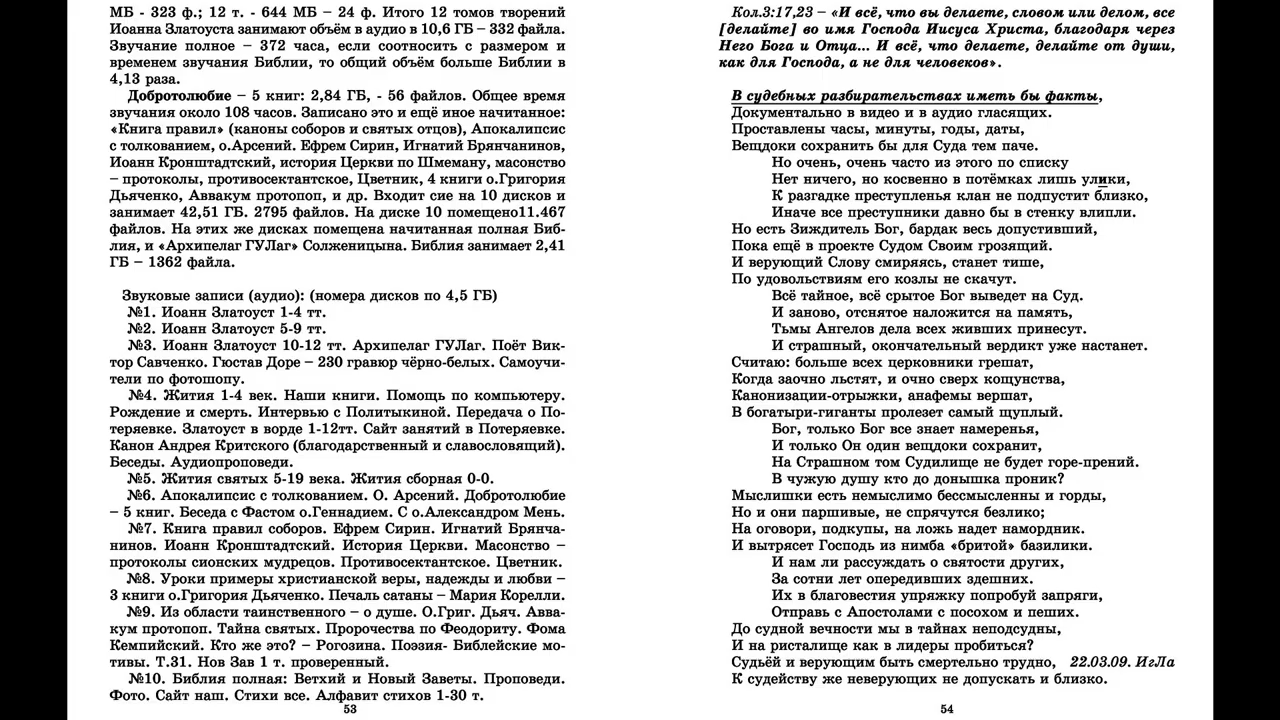 МБ - 323 ф.; 12 т. - 644 МБ – 24 ф. Итого 12 томов творений
Иоанна Златоуста занимают объём в аудио в 10,6 ГБ – 332 файла.
Звучание полное – 372 часа, если соотносить с размером и
временем звучания Библии, то общий объём больше Библии в
4,13 раза.
Добротолюбие – 5 книг: 2,84 ГБ, - 56 файлов. Общее время
звучания около 108 часов. Записано это и ещё иное начитанное:
«Книга правил» (каноны соборов и святых отцов), Апокалипсис
с толкованием, о.Арсений. Ефрем Сирин, Игнатий Брянчанинов,
Иоанн Кронштадтский, история Церкви по Шмеману, масонство
– протоколы, противосектантское, Цветник, 4 книги о.Григория
Дьяченко, Аввакум протопоп, и др. Входит сие на 10 дисков и
занимает 42,51 ГБ. 2795 файлов. На диске 10 помещено11.467
файлов. На этих же дисках помещена начитанная полная Биб-
лия, и «Архипелаг ГУЛаг» Солженицына. Библия занимает 2,41
ГБ – 1362 файла.
Звуковые записи (аудио): (номера дисков по 4,5 ГБ)
№1. Иоанн Златоуст 1-4 тт.
№2. Иоанн Златоуст 5-9 тт.
№3. Иоанн Златоуст 10-12 тт. Архипелаг ГУЛаг. Поёт Вик-
тор Савченко. Гюстав Доре – 230 гравюр чёрно-белых. Самоучи-
тели по фотошопу.
№4. Жития 1-4 век. Наши книги. Помощь по компьютеру.
Рождение и смерть. Интервью с Политыкиной. Передача о По-
теряевке. Златоуст в ворде 1-12тт. Сайт занятий в Потеряевке.
Канон Андрея Критского (благодарственный и славословящий).
Беседы. Аудиопроповеди.
№5. Жития святых 5-19 века. Жития сборная 0-0.
№6. Апокалипсис с толкованием. О. Арсений. Добротолюбие
– 5 книг. Беседа с Фастом о.Геннадием. С о.Александром Мень.
№7. Книга правил соборов. Ефрем Сирин. Игнатий Брянча-
нинов. Иоанн Кронштадтский. История Церкви. Масонство –
протоколы сионских мудрецов. Противосектантское. Цветник.
№8. Уроки примеры христианской веры, надежды и любви –
3 книги о.Григория Дьяченко. Печаль сатаны – Мария Корелли.
№9. Из области таинственного – о душе. О.Григ. Дьяч. Авва-
кум протопоп. Тайна святых. Пророчества по Феодориту. Фома
Кемпийский. Кто же это? – Рогозина. Поэзия- Библейские мо-
тивы. Т.31. Нов Зав 1 т. проверенный.
№10. Библия полная: Ветхий и Новый Заветы. Проповеди.
Фото. Сайт наш. Стихи все. Алфавит стихов 1-30 т.
53
Кол.3:17,23 – «И всё, что вы делаете, словом или делом, все
[делайте] во имя Господа Иисуса Христа, благодаря через
Него Бога и Отца... И всё, что делаете, делайте от души,
как для Господа, а не для человеков».
В судебных разбирательствах иметь бы факты,
Документально в видео и в аудио гласящих.
Проставлены часы, минуты, годы, даты,
Вещдоки сохранить бы для Суда тем паче.
Но очень, очень часто из этого по списку
Нет ничего, но косвенно в потёмках лишь улики,
К разгадке преступленья клан не подпустит близко,
Иначе все преступники давно бы в стенку влипли.
Но есть Зиждитель Бог, бардак весь допустивший,
Пока ещё в проекте Судом Своим грозящий.
И верующий Слову смиряясь, станет тише,
По удовольствиям его козлы не скачут.
Всё тайное, всё срытое Бог выведет на Суд.
И заново, отснятое наложится на память,
Тьмы Ангелов дела всех живших принесут.
И страшный, окончательный вердикт уже настанет.
Считаю: больше всех церковники грешат,
Когда заочно льстят, и очно сверх кощунства,
Канонизации-отрыжки, анафемы вершат,
В богатыри-гиганты пролезет самый щуплый.
Бог, только Бог все знает намеренья,
И только Он один вещдоки сохранит,
На Страшном том Судилище не будет горе-прений.
В чужую душу кто до донышка проник?
Мыслишки есть немыслимо бессмысленны и горды,
Но и они паршивые, не спрячутся безлико;
На оговори, подкупы, на ложь надет намордник.
И вытрясет Господь из нимба «бритой» базилики.
И нам ли рассуждать о святости других,
За сотни лет опередивших здешних.
Их в благовестия упряжку попробуй запряги,
Отправь с Апостолами с посохом и пеших.
До судной вечности мы в тайнах неподсудны,
И на ристалище как в лидеры пробиться?
Судьёй и верующим быть смертельно трудно, 22.03.09. ИгЛа
К судейству же неверующих не допускать и близко.
54